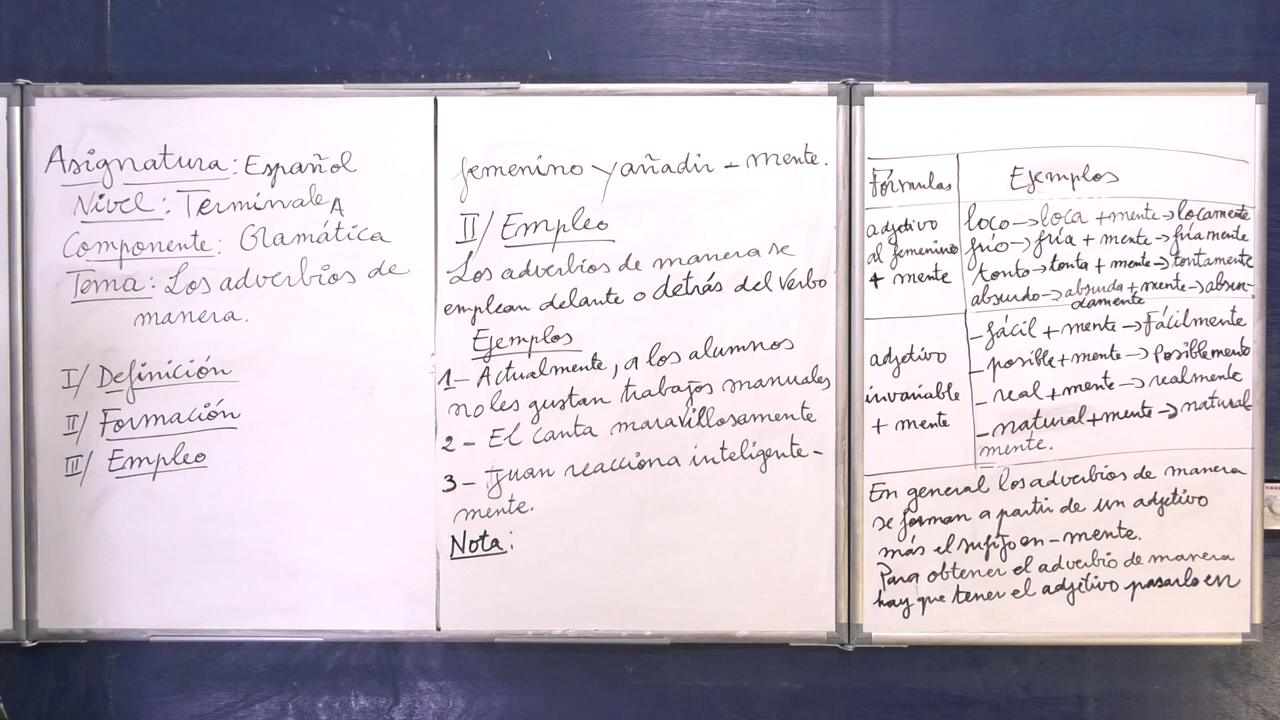 Asignatura: Español
Nivel: Terminale A
Componente: Gramática
Tema: Los adverbios de
manera.
I/ Definición
II/ Formación
III/ Empleo
femenino y añadir - mente.
II/ Empleo
Los adverbios de manera se
emplean delante o detrás del Verbo
Ejemplos
1- Actualmente, a los alumnos
no les gustan trabajos manuales
2- El canta maravillosamente
3- Juan reacciona inteligente-
mente.
Nota:
Fórmulas
Ejemplos
adjetivo
al femenino
+ mente
loco→loca +mente→locamente
frio→fría + mente→fríamente
tonto→tonta + mente→tontamente
absurdo→absurda+mente→absur-
damente
adjetivo
invariable
+ mente
-fácil + mente→Fácilmente
-posible+mente→Posiblemente
-real+mente→realmente
-natural+mente→natural
mente.
En general los adverbios de manera
se forman a partir de un adjetivo
más el sufijo en -mente.
Para obtener el adverbio de manera
hay que tener el adjetivo pasarlo en